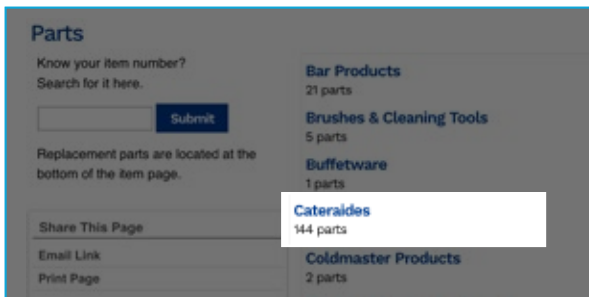 Parts
Know your item number?
Search for it here.
Submit
Replacement parts are located at the
bottom of the item page.
Share This Page
Email Link
Print Page
Bar Products
21 parts
Brushes & Cleaning Tools
5 parts
Buffetware
1 parts
Cateraides
144 parts
Coldmaster Products
2 parts